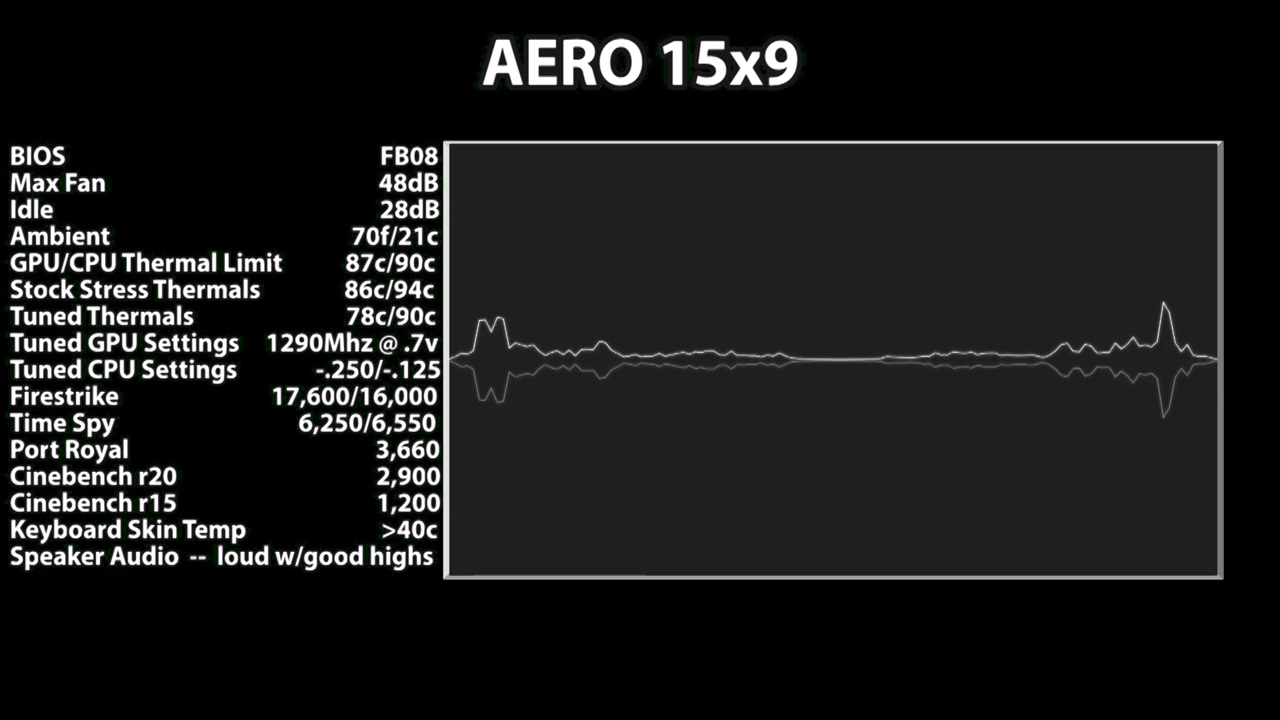 AERO 15x9
BIOS FB08
Max Fan 48dB
Idle 28dB
Ambient 70f/21c
GPU/CPU Thermal Limit 87c/90c
Stock Stress Thermals 86c/94c
Tuned Thermals 78c/90c
Tuned GPU Settings 1290Mhz @ .7v
Tuned CPU Settings -.250/-.125
Firestrike 17,600/16,000
Time Spy 6,250/6,550
Port Royal 3,660
Cinebench r20 2,900
Cinebench r15 1,200
Keyboard Skin Temp >40c
Speaker Audio -- loud w/good highs